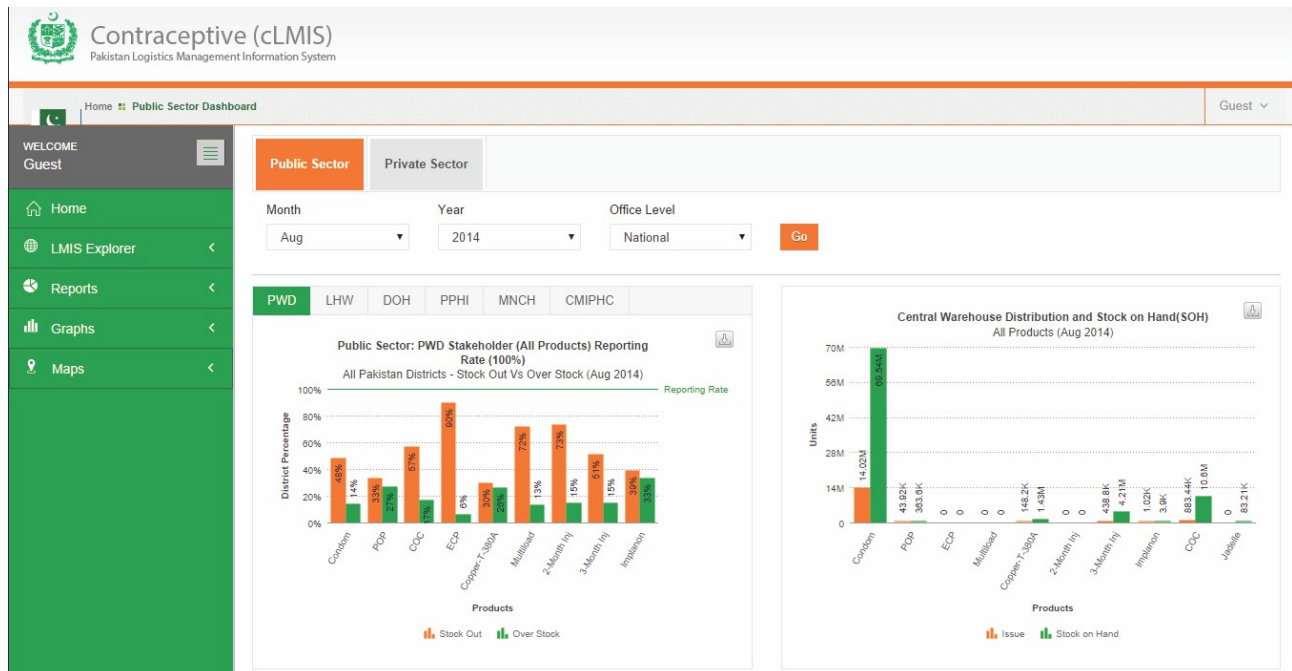 Contraceptive (cLMIS)
Pakistan Logistics Management Information System
Home Public Sector Dashboard
Guest
WELCOME
Guest
Home
LMIS Explorer
Reports
Graphs
Maps
Public Sector Private Sector
Month Year Office Level
Aug 2014 National Go
PWD LHW DOH PPHI MNCH CMIPHC
Public Sector: PWD Stakeholder (All Products) Reporting
Rate (100%)
All Pakistan Districts - Stock Out Vs Over Stock (Aug 2014)
Reporting Rate
District Percentage
100%
80%
60%
40%
20%
0%
48% 14% 33% 27% 57% 17% 90% 6% 30% 26% 72% 13% 73% 15% 51% 15% 39% 33%
Condom POP COC ECP Copper-T-380A Multiload 2-Month Inj 3-Month Inj Implanon
Products
Stock Out Over Stock
Central Warehouse Distribution and Stock on Hand(SOH)
All Products (Aug 2014)
Units
70M
56M
42M
28M
14M
0
14.02M 69.54M 43.92K 363.6K 0 0 0 0 148.2K 1.43M 0 0 438.8K 4.21M 1.02K 3.9K 883.44K 10.6M 0 83.21K
Condom POP ECP Multiload Copper-T-380A 2-Month Inj 3-Month Inj Implanon COC Jadelle
Products
Issue Stock on Hand